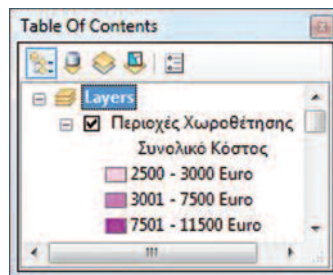 Table Of Contents
Layers
Περιοχές Χωροθέτησης
Συνολικό Κόστος
2500 - 3000 Euro
3001 - 7500 Euro
7501 - 11500 Euro